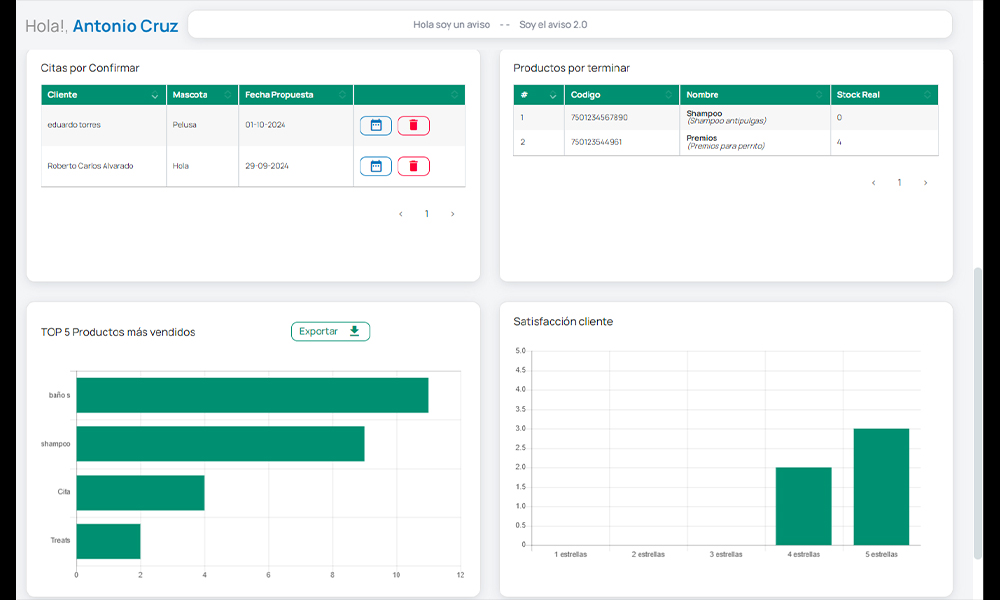 Hola!, Antonio Cruz
Hola soy un aviso -- Soy el aviso 2.0
Citas por Confirmar
Cliente Mascota Fecha Propuesta
eduardo torres Pelusa 01-10-2024
Roberto Carlos Alvarado Hola 29-09-2024
< 1 >
Productos por terminar
# Codigo Nombre Stock Real
1 7501234567890 Shampoo 0
(Shampoo antipulgas)
2 750123544961 Premios 4
(Premios para perrito)
< 1 >
TOP 5 Productos más vendidos
Exportar
baño s
shampoo
Cita
Treats
0 2 4 6 8 10 12
Satisfacción cliente
5.0
4.5
4.0
3.5
3.0
2.5
2.0
1.5
1.0
0.5
0
1 estrellas 2 estrellas 3 estrellas 4 estrellas 5 estrellas